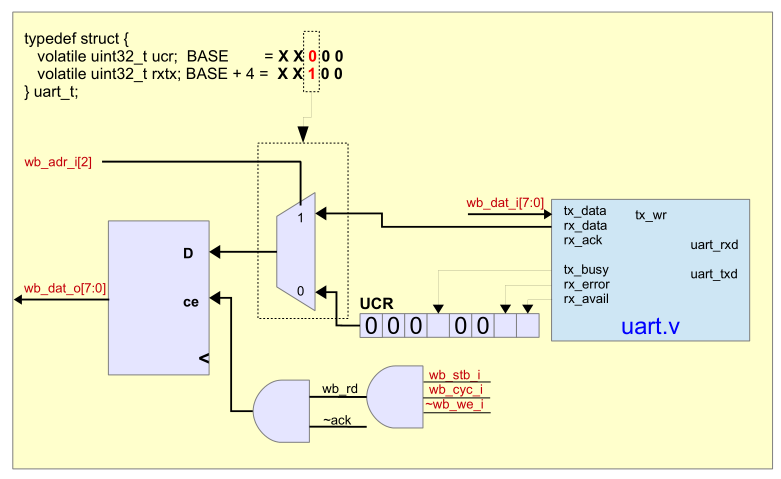 typedef struct {
volatile uint32_t ucr; BASE = X X 0 0 0
volatile uint32_t rxtx; BASE + 4 = X X 1 0 0
} uart_t;
wb_adr_i[2]
wb_dat_i[7:0]
1
tx_data
tx_wr
rx_data
rx_ack
uart_rxd
D
tx_busy
uart_txd
wb_dat_o[7:0]
0
rx_error
ce
UCR
rx_avail
0 0 0 0 0
uart.v
<
wb_stb_i
wb_rd
wb_cyc_i
~wb_we_i
~ack